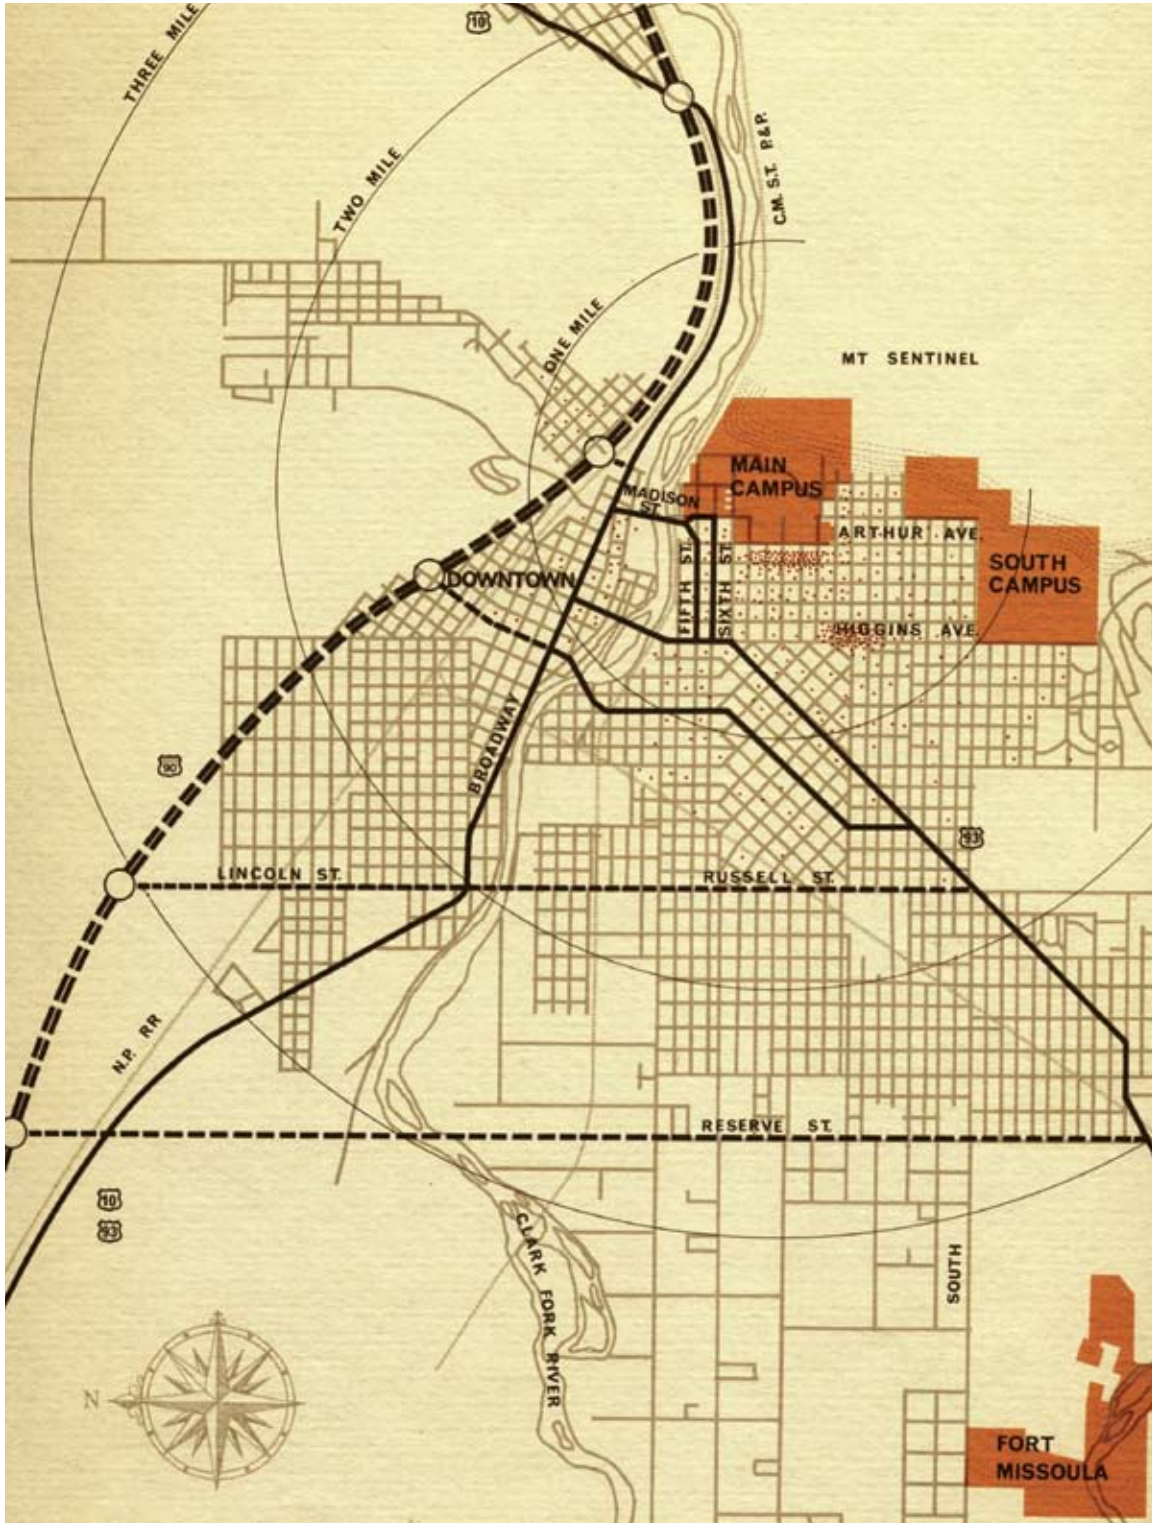 10
THREE MILE
TWO MILE
C.M. S.T. P.&P.
ONE MILE
MT SENTINEL
MAIN
CAMPUS
MADISON
ST.
ARTHUR AVE.
SOUTH
CAMPUS
DOWNTOWN
FIFTH ST.
SIXTH ST.
HIGGINS AVE.
BROADWAY
90
93
LINCOLN ST.
RUSSELL ST.
N.P. RR
RESERVE ST.
10
93
CLARK FORK RIVER
SOUTH
N
FORT
MISSOULA